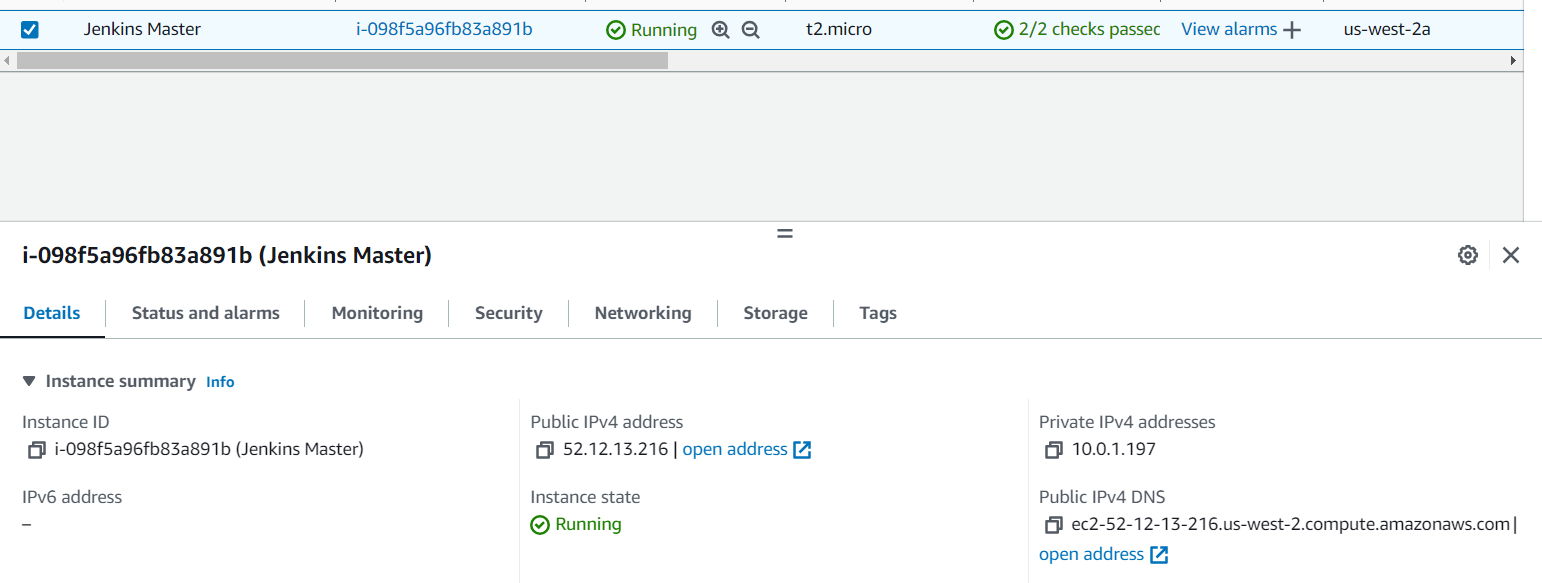 Jenkins Master i-098f5a96fb83a891b Running t2.micro 2/2 checks passed View alarms us-west-2a
i-098f5a96fb83a891b (Jenkins Master)
Details Status and alarms Monitoring Security Networking Storage Tags
Instance summary Info
Instance ID
i-098f5a96fb83a891b (Jenkins Master)
Public IPv4 address
52.12.13.216 | open address
Private IPv4 addresses
10.0.1.197
IPv6 address
–
Instance state
Running
Public IPv4 DNS
ec2-52-12-13-216.us-west-2.compute.amazonaws.com |
open address